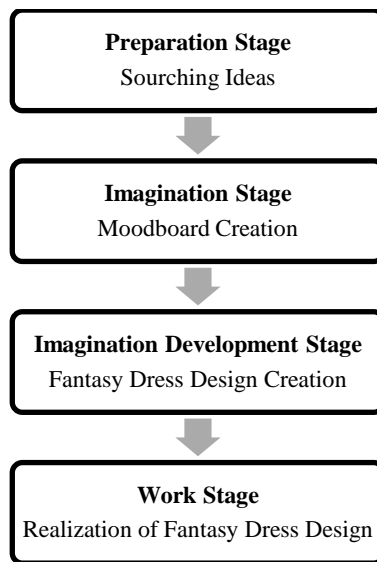 Preparation Stage
Sourching Ideas
Imagination Stage
Moodboard Creation
Imagination Development Stage
Fantasy Dress Design Creation
Work Stage
Realization of Fantasy Dress Design